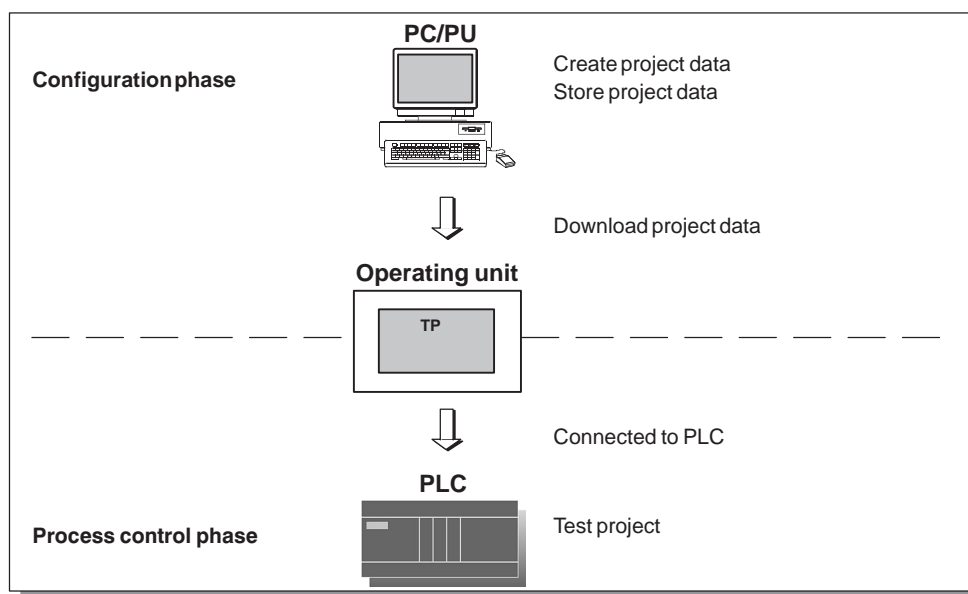 PC/PU
Configuration phase
Create project data
Store project data
Download project data
Operating unit
TP
Connected to PLC
PLC
Process control phase
Test project